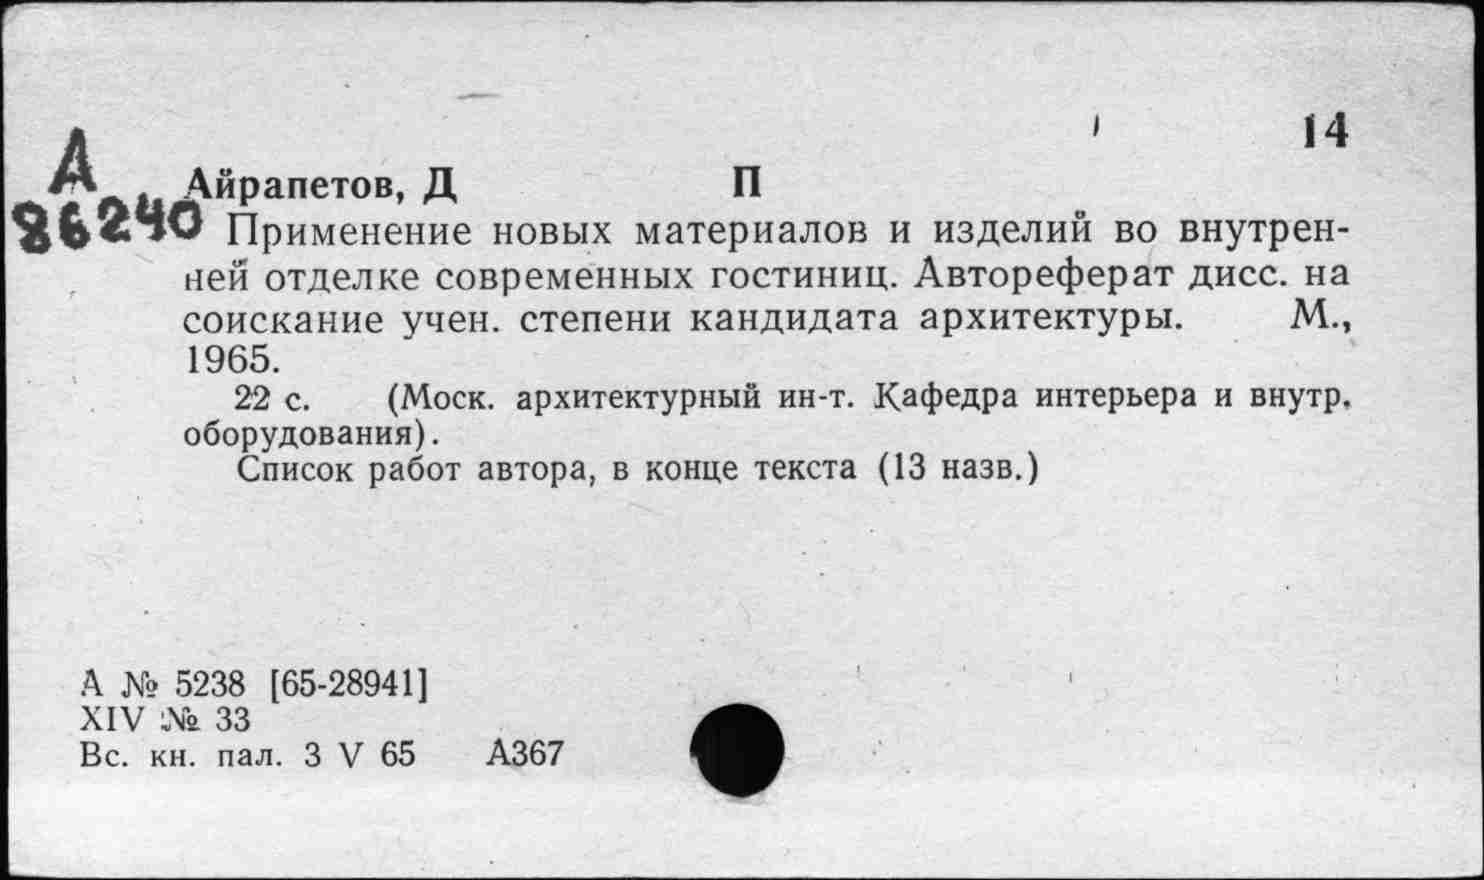 14
А
86240
Айрапетов, Д П
Применение новых материалов и изделий во внутрен-
ней отделке современных гостиниц. Автореферат дисс. на
соискание учен. степени кандидата архитектуры. М.,
1965.
22 с. (Моск. архитектурный ин-т. Кафедра интерьера и внутр.
оборудования).
Список работ автора, в конце текста (13 назв.)
А № 5238 [65-28941]
XIV № 33
Вс. кн. пал. 3 V 65 А367